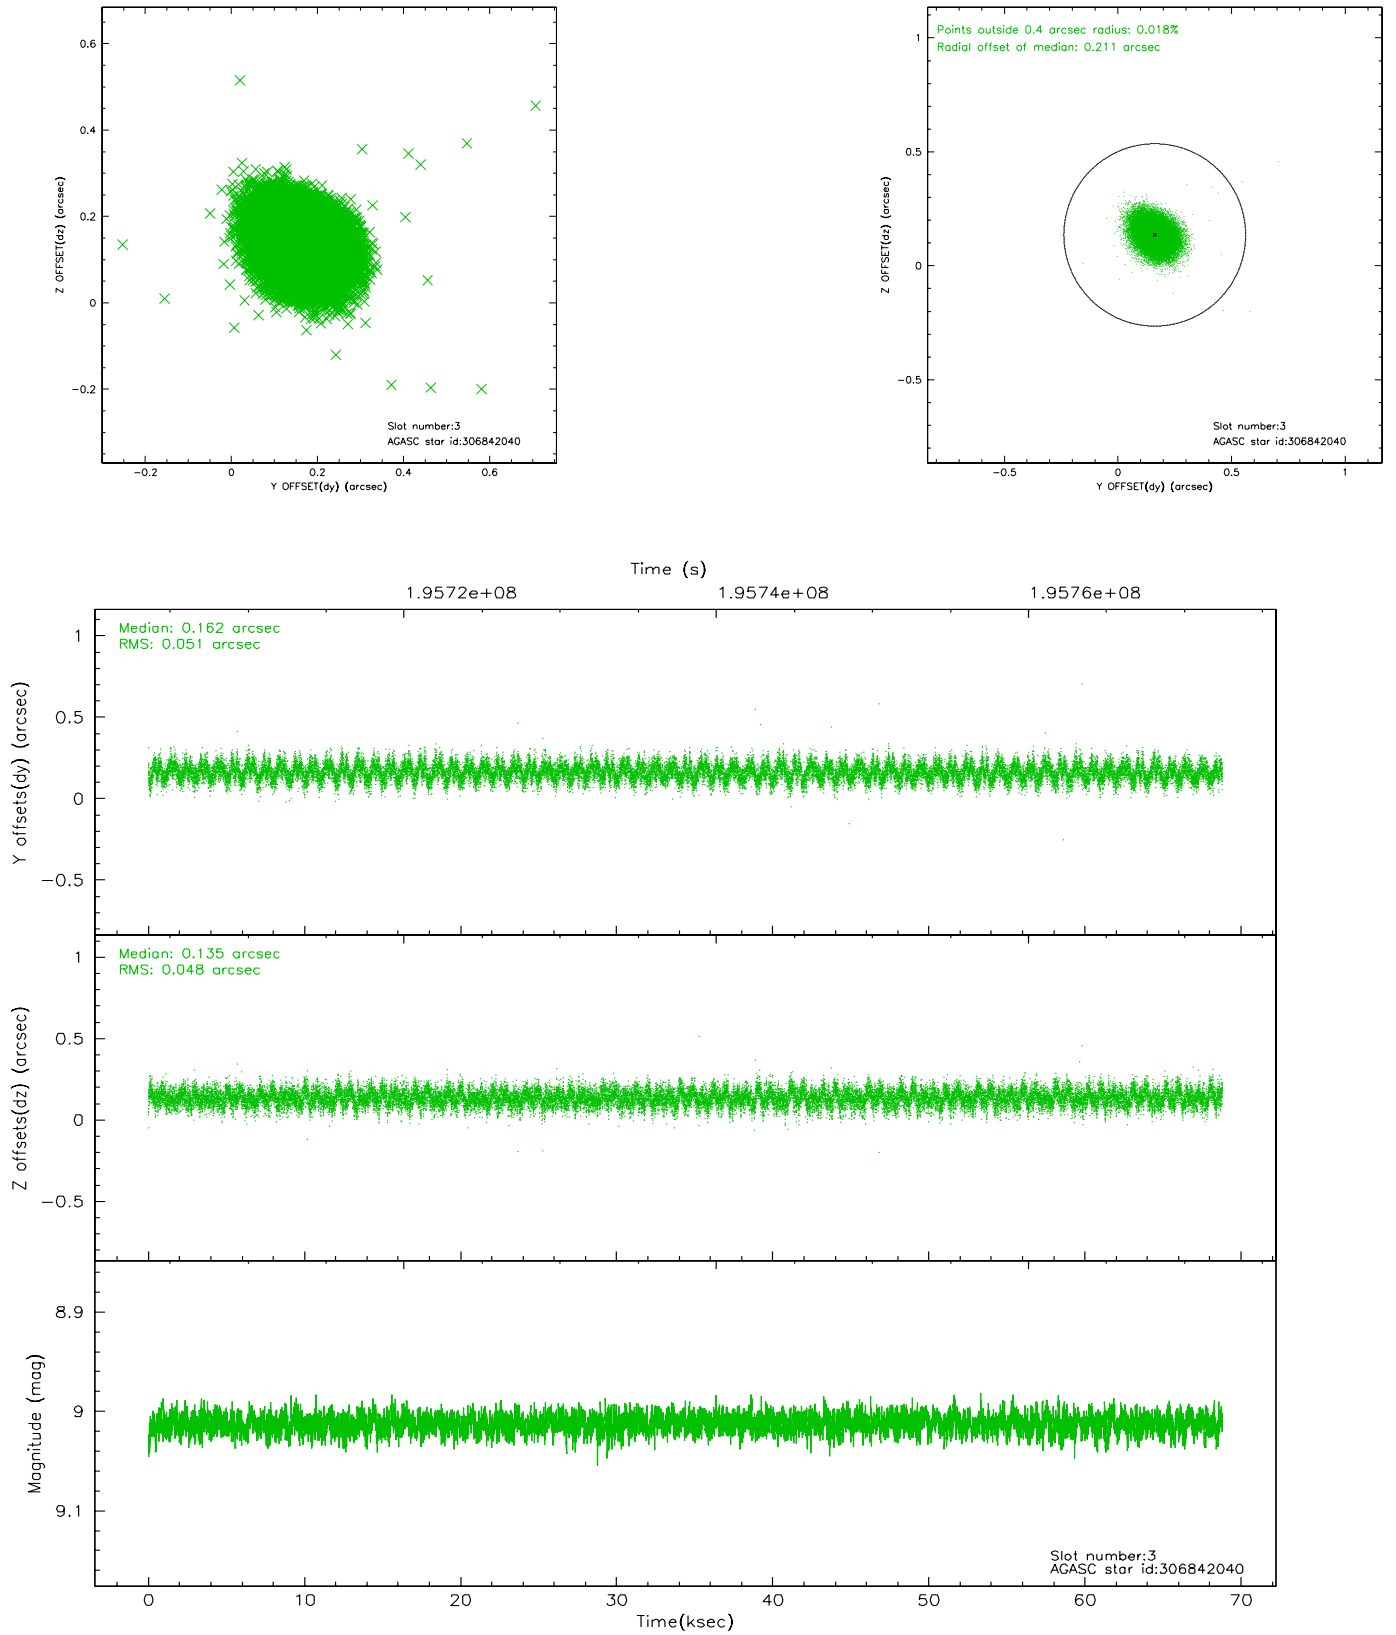 0.6
0.4
0.2
0
−0.2
Z OFFSET(dz) (arcsec)
Slot number:3
AGASC star id:306842040
−0.2 0 0.2 0.4 0.6
Y OFFSET(dy) (arcsec)
Points outside 0.4 arcsec radius: 0.018%
Radial offset of median: 0.211 arcsec
1
0.5
0
−0.5
Z OFFSET(dz) (arcsec)
Slot number:3
AGASC star id:306842040
−0.5 0 0.5 1
Y OFFSET(dy) (arcsec)
Time (s)
1.9572e+08 1.9574e+08 1.9576e+08
Median: 0.162 arcsec
RMS: 0.051 arcsec
1
0.5
0
−0.5
Y offsets(dy) (arcsec)
Median: 0.135 arcsec
RMS: 0.048 arcsec
1
0.5
0
−0.5
Z offsets(dz) (arcsec)
8.9
9
9.1
Magnitude (mag)
Slot number:3
AGASC star id:306842040
0 10 20 30 40 50 60 70
Time(ksec)